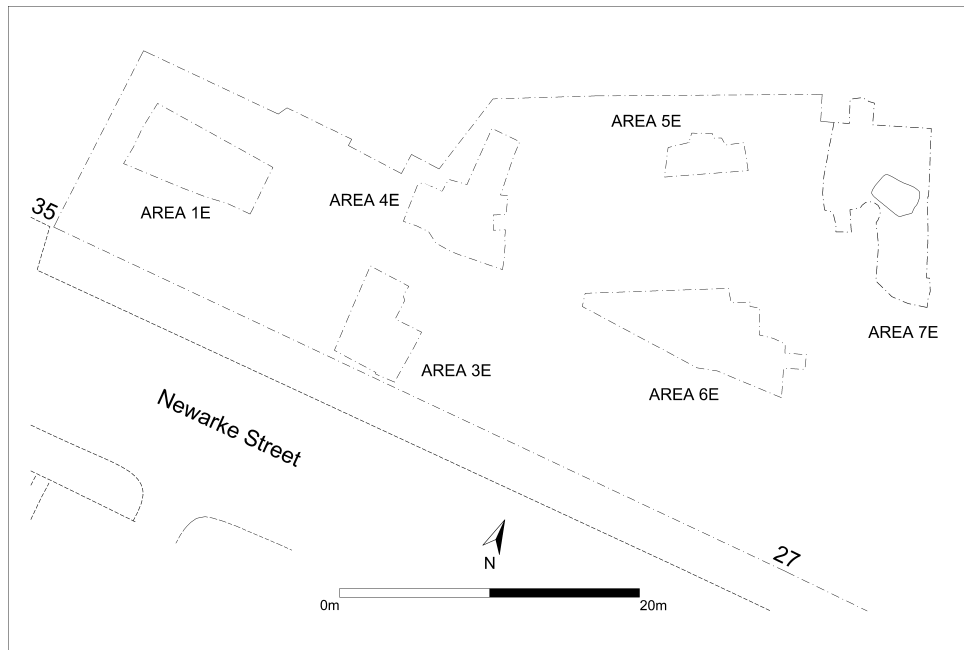 AREA 5E
AREA 4E
35
AREA 1E
AREA 7E
AREA 3E
AREA 6E
Newarke Street
27
N
0m
20m